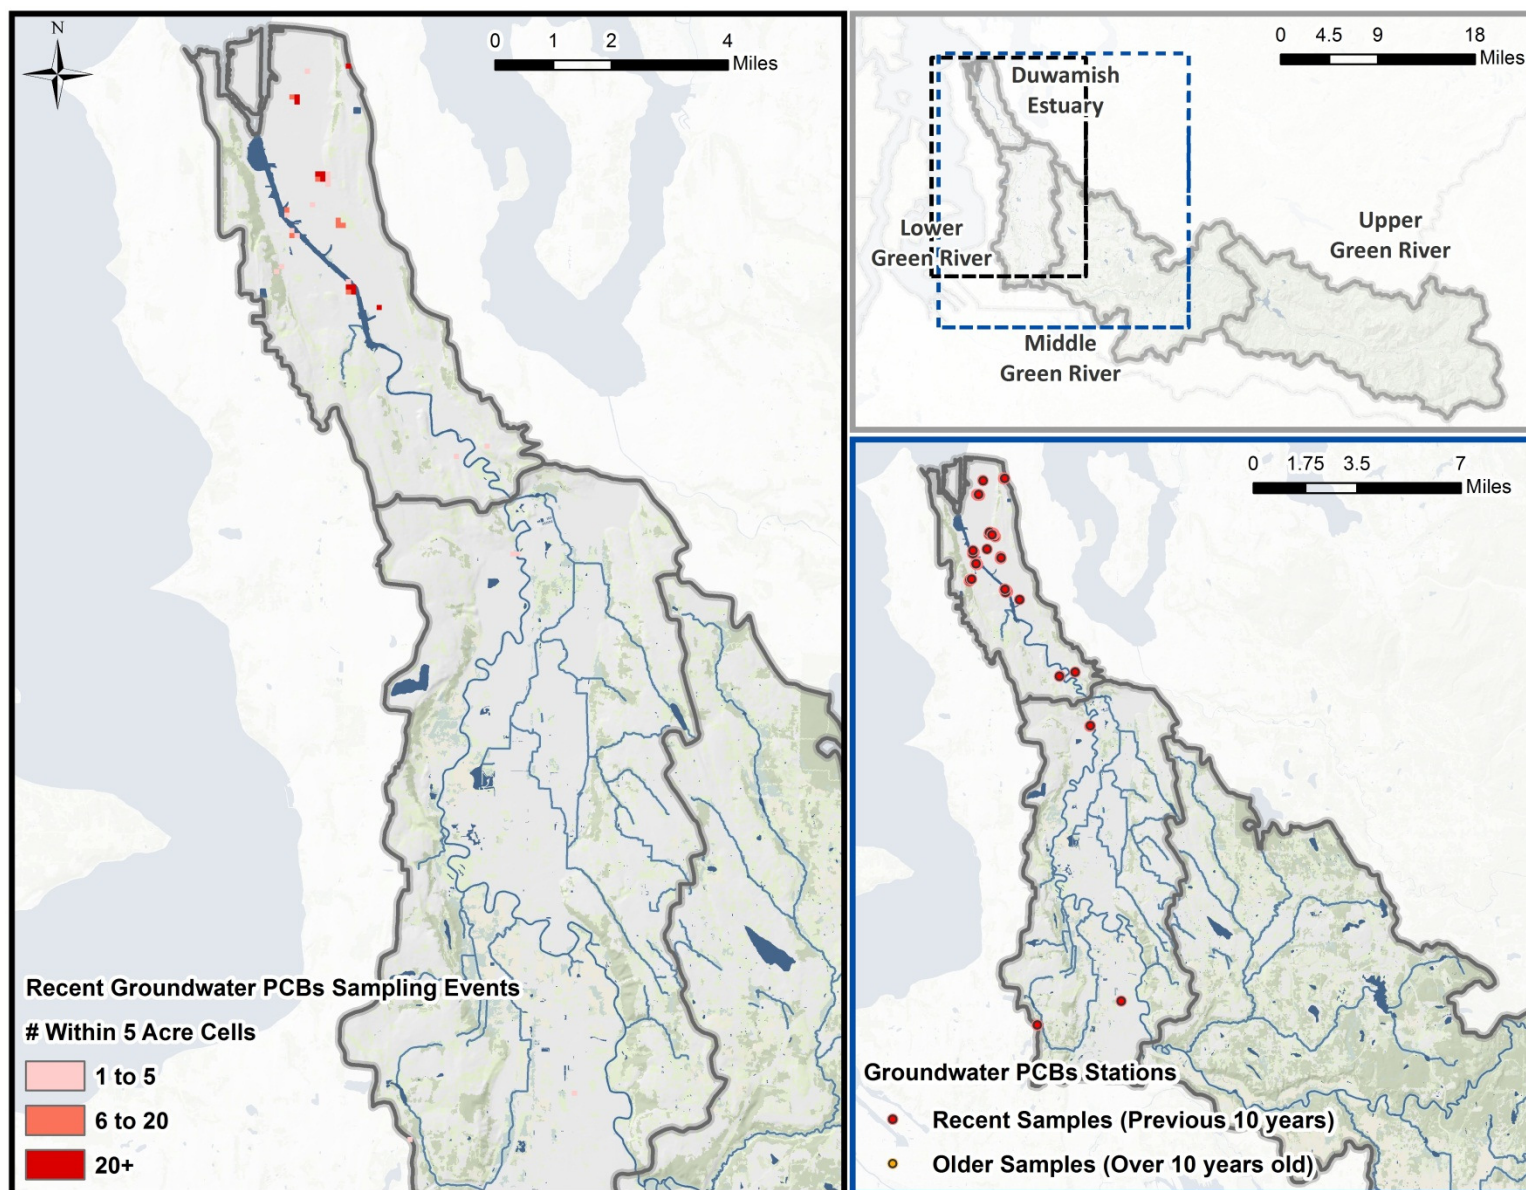 N
0 1 2 4
Miles
Recent Groundwater PCBs Sampling Events
# Within 5 Acre Cells
1 to 5
6 to 20
20+
0 4.5 9 18
Miles
Duwamish
Estuary
Lower
Green River
Upper
Green River
Middle
Green River
0 1.75 3.5 7
Miles
Groundwater PCBs Stations
Recent Samples (Previous 10 years)
Older Samples (Over 10 years old)